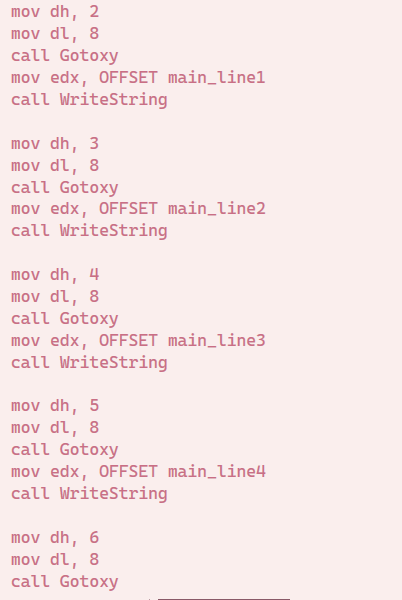 mov dh, 2
mov dl, 8
call Gotoxy
mov edx, OFFSET main_line1
call WriteString
mov dh, 3
mov dl, 8
call Gotoxy
mov edx, OFFSET main_line2
call WriteString
mov dh, 4
mov dl, 8
call Gotoxy
mov edx, OFFSET main_line3
call WriteString
mov dh, 5
mov dl, 8
call Gotoxy
mov edx, OFFSET main_line4
call WriteString
mov dh, 6
mov dl, 8
call Gotoxy